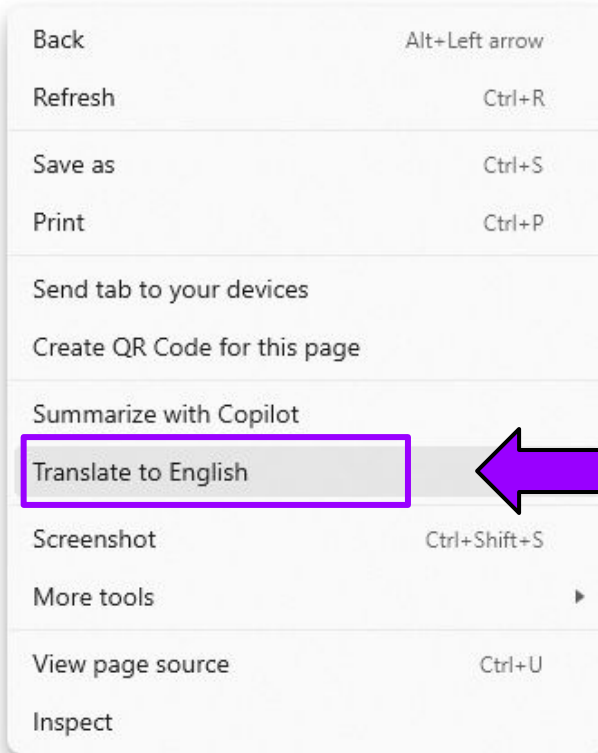 Back Alt+Left arrow
Refresh Ctrl+R
Save as Ctrl+S
Print Ctrl+P
Send tab to your devices
Create QR Code for this page
Summarize with Copilot
Translate to English
Screenshot Ctrl+Shift+S
More tools
View page source Ctrl+U
Inspect